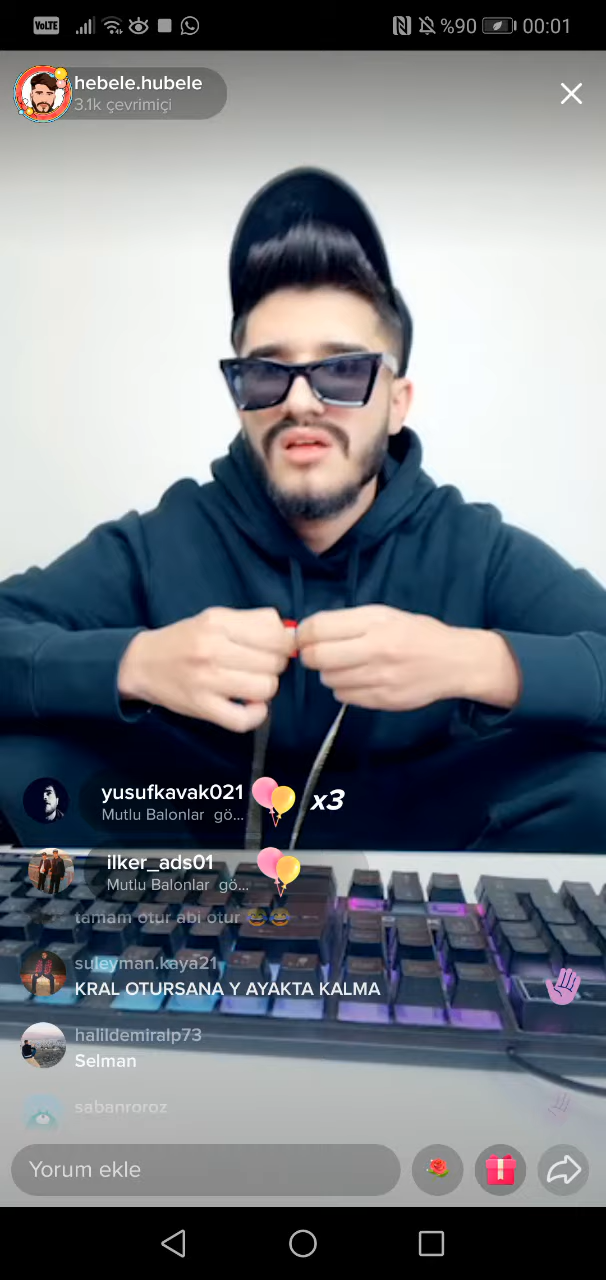 VoLTE
%90
00:01
hebele.hubele
3.1k çevrimiçi
yusufkavak021
x3
Mutlu Balonlar gö...
ilker_ads01
Mutlu Balonlar gö...
tamam otur abi otur 😂😂
suleyman.kaya21
KRAL OTURSANA Y AYAKTA KALMA
halildemiralp73
Selman
sabanroroz
Yorum ekle